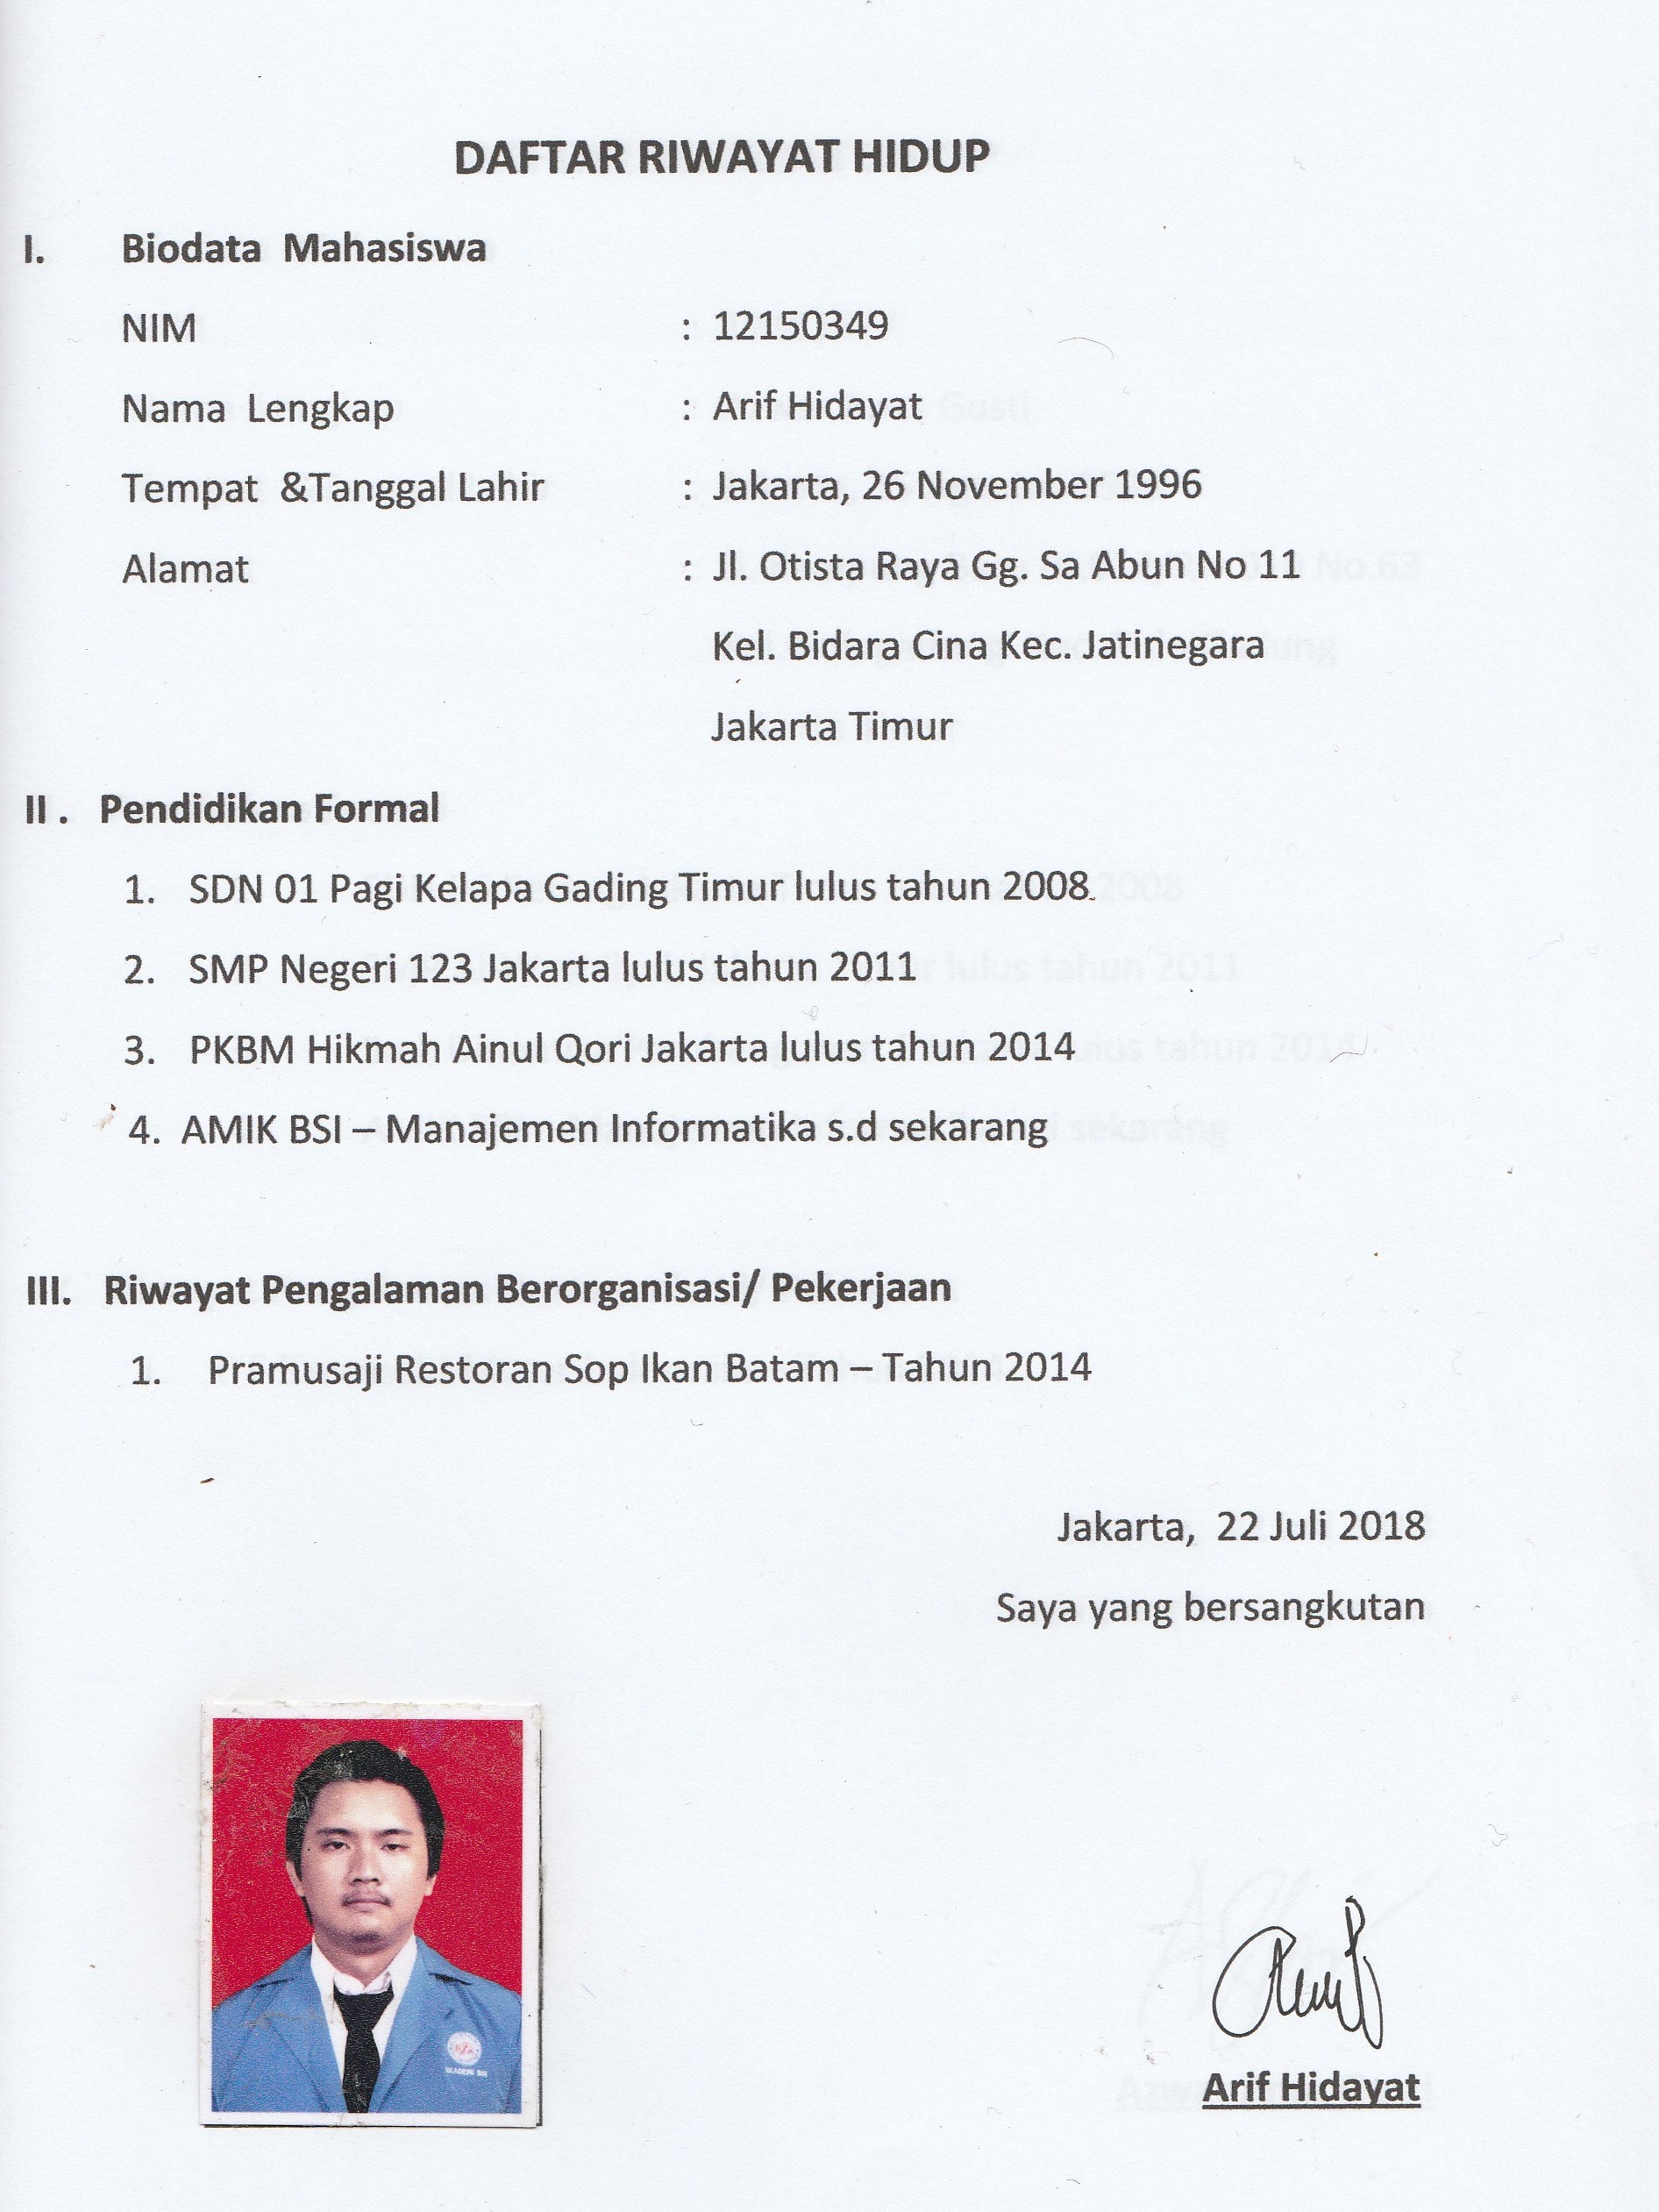 DAFTAR RIWAYAT HIDUP
I. Biodata Mahasiswa
NIM : 12150349
Nama Lengkap : Arif Hidayat
Tempat &Tanggal Lahir : Jakarta, 26 November 1996
Alamat : Jl. Otista Raya Gg. Sa Abun No 11
Kel. Bidara Cina Kec. Jatinegara
Jakarta Timur
II . Pendidikan Formal
1. SDN 01 Pagi Kelapa Gading Timur lulus tahun 2008.
2. SMP Negeri 123 Jakarta lulus tahun 2011
3. PKBM Hikmah Ainul Qori Jakarta lulus tahun 2014
4. AMIK BSI – Manajemen Informatika s.d sekarang
III. Riwayat Pengalaman Berorganisasi/ Pekerjaan
1. Pramusaji Restoran Sop Ikan Batam – Tahun 2014
Jakarta, 22 Juli 2018
Saya yang bersangkutan
Arif Hidayat